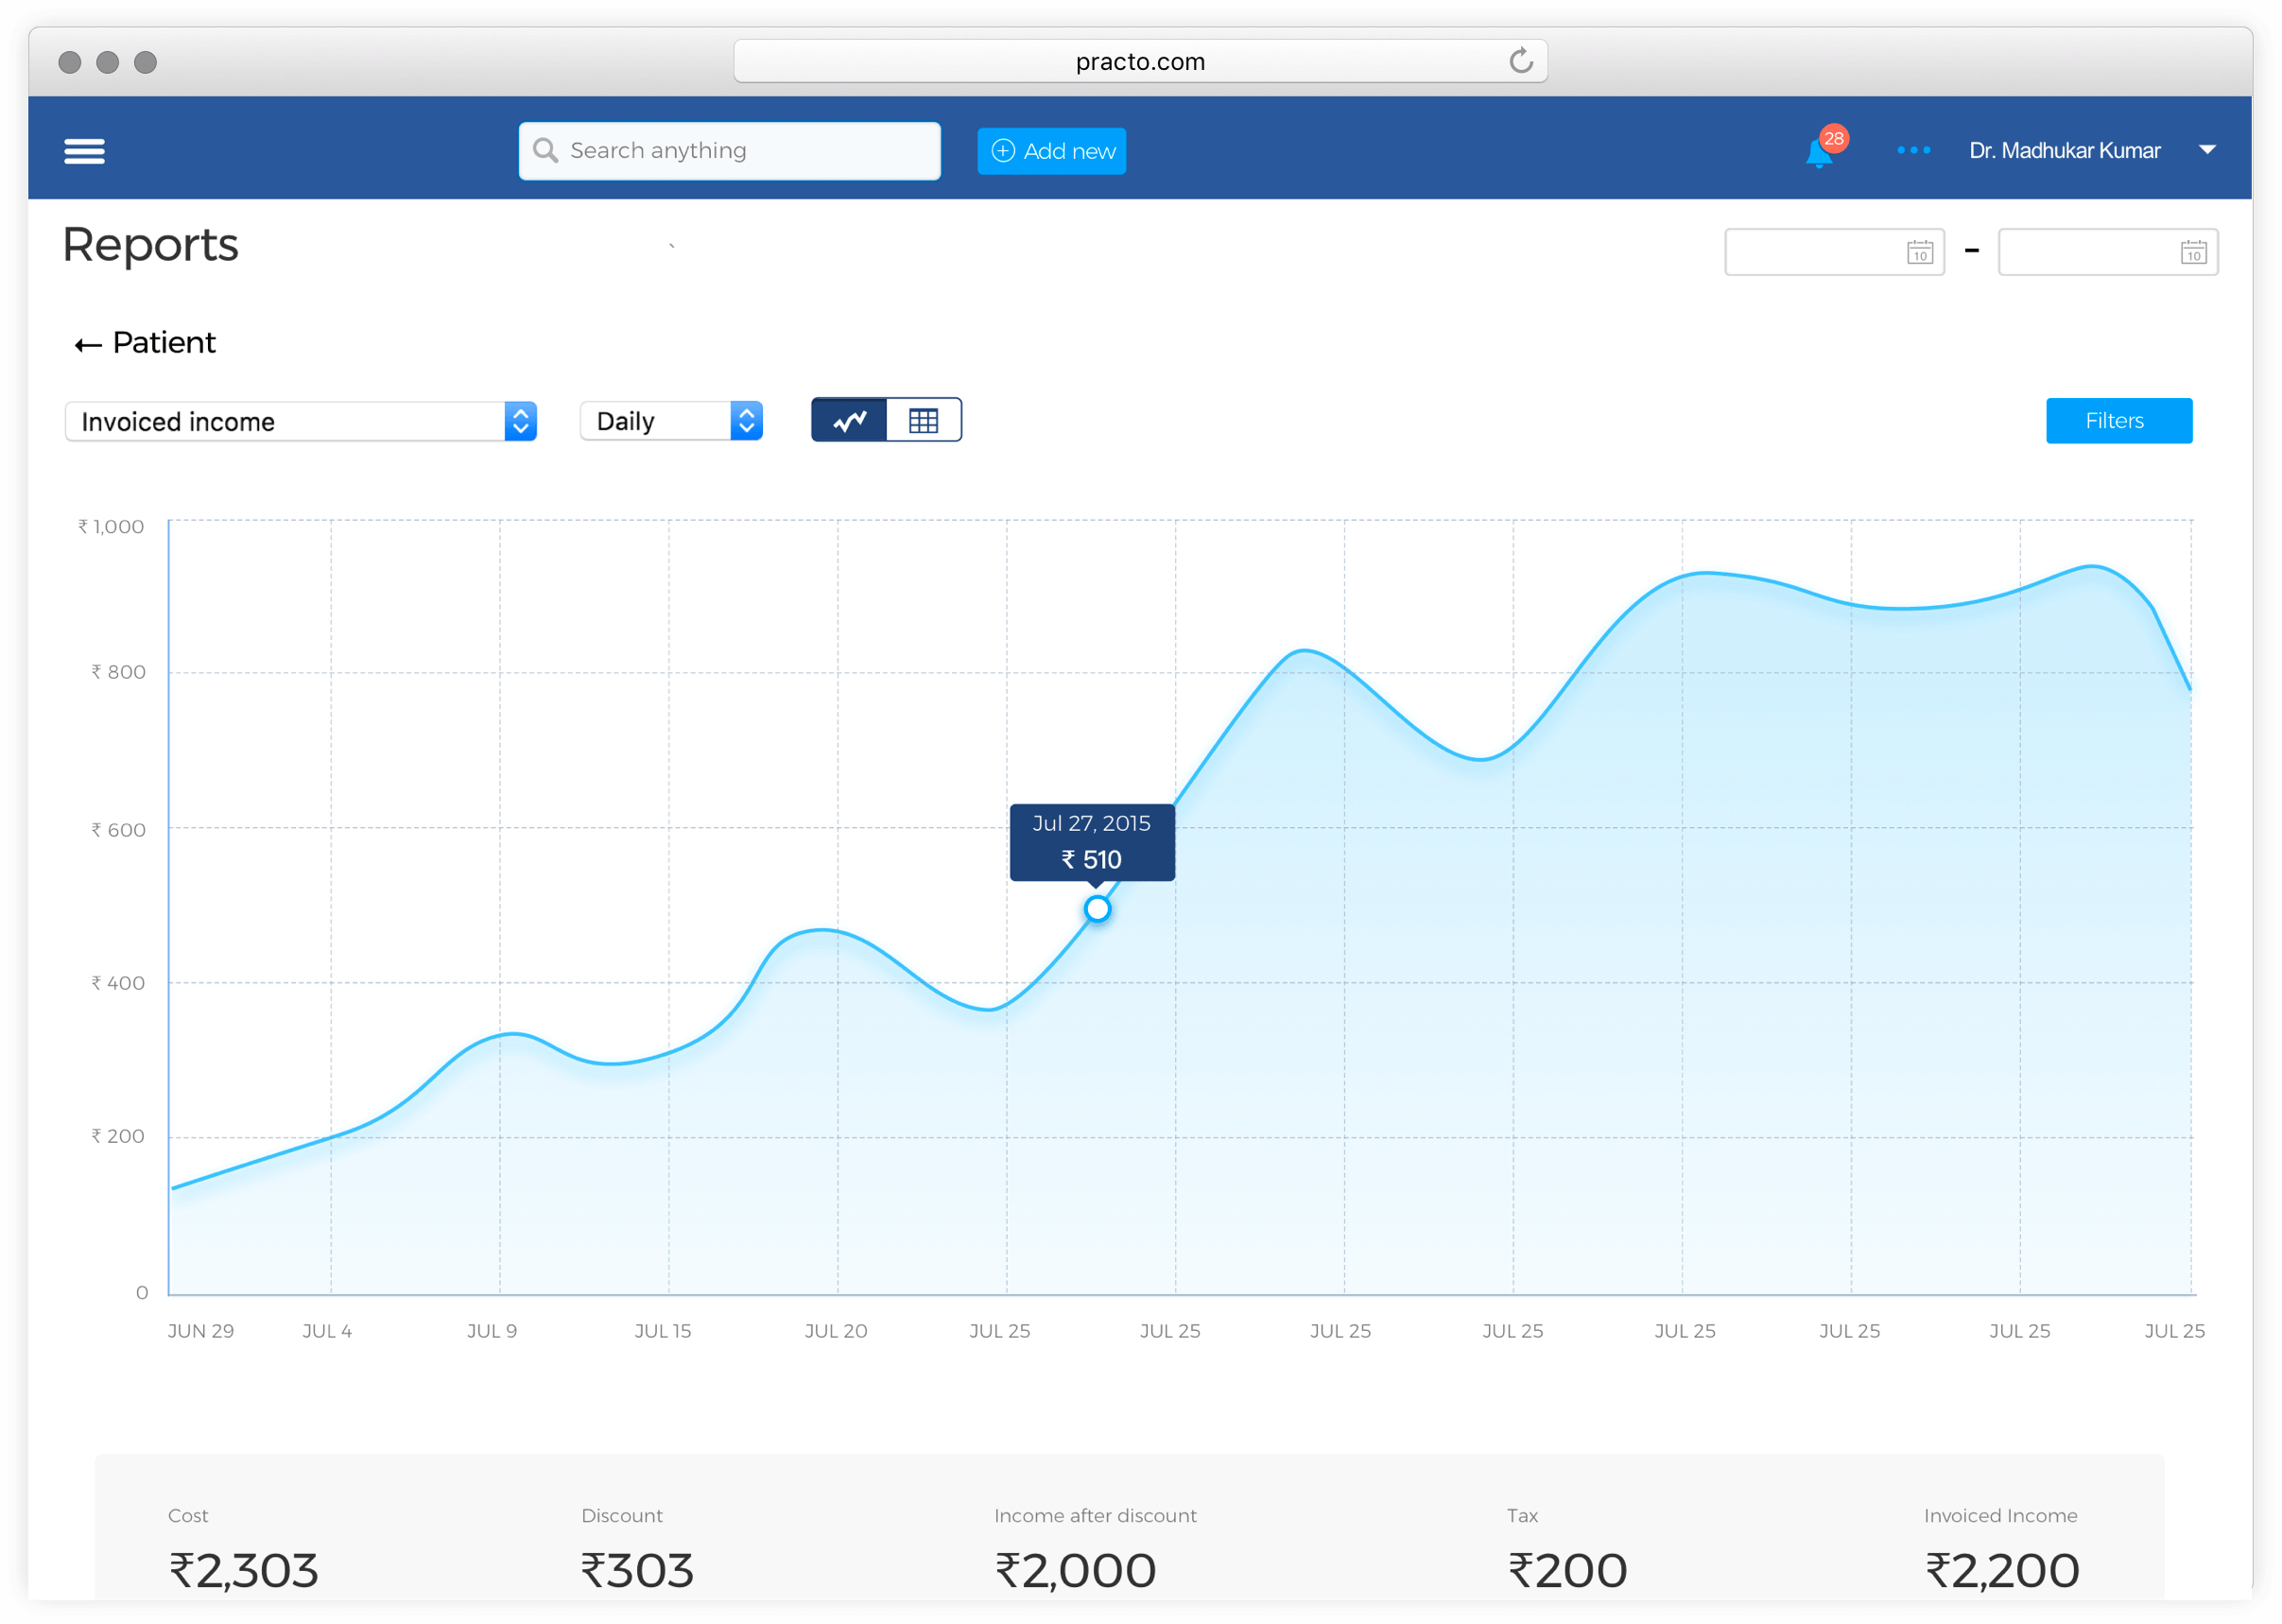 practo.com
Search anything
Add new
28
Dr. Madhukar Kumar
Reports
`
10
-
10
← Patient
Invoiced income
Daily
Filters
₹ 1,000
₹ 800
₹ 600
₹ 400
₹ 200
0
Jul 27, 2015
₹ 510
JUN 29 JUL 4 JUL 9 JUL 15 JUL 20 JUL 25 JUL 25 JUL 25 JUL 25 JUL 25 JUL 25 JUL 25 JUL 25
Cost Discount Income after discount Tax Invoiced Income
₹2,303 ₹303 ₹2,000 ₹200 ₹2,200